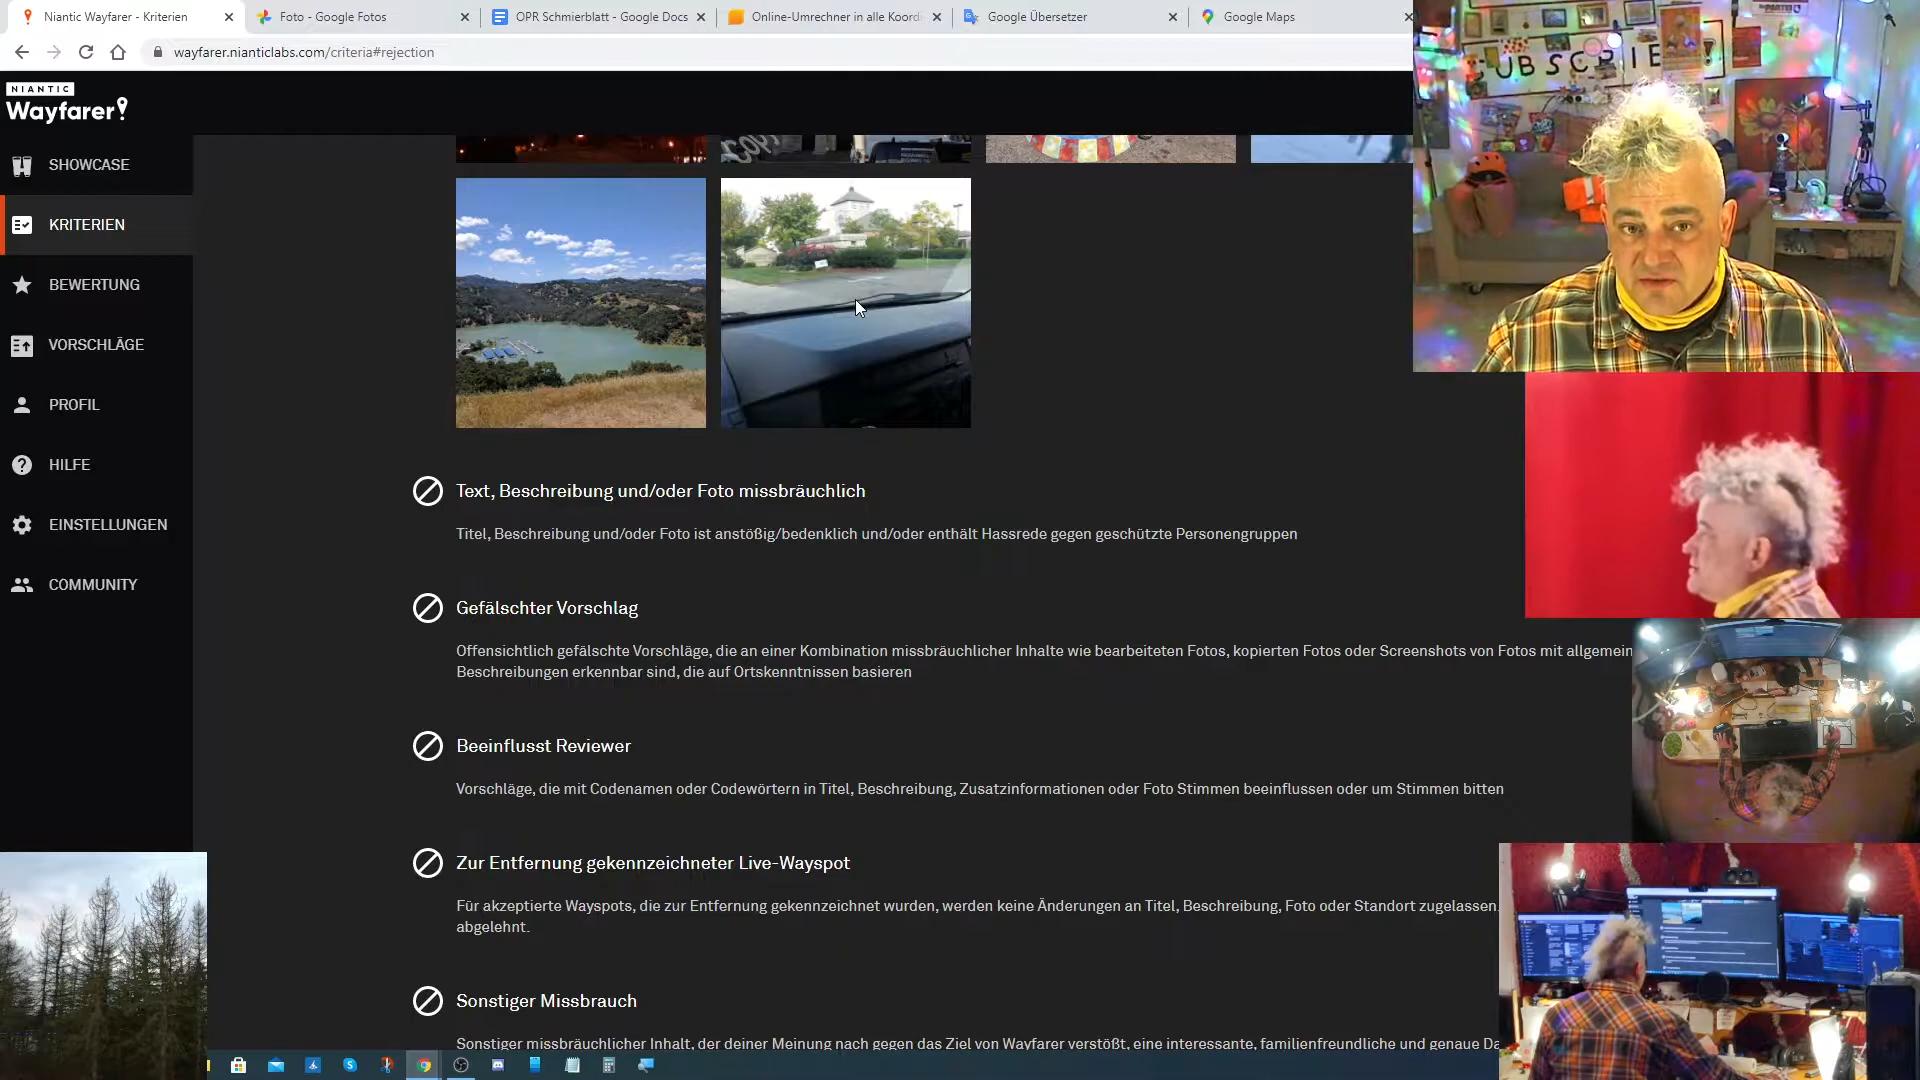 Niantic Wayfarer - Kriterien
Foto - Google Fotos
OPR Schmierblatt - Google Docs
Online-Umrechner in alle Koordi
Google Übersetzer
Google Maps
wayfarer.nianticlabs.com/criteria#rejection
NIANTIC
Wayfarer
SHOWCASE
KRITERIEN
BEWERTUNG
VORSCHLÄGE
PROFIL
HILFE
EINSTELLUNGEN
COMMUNITY
Text, Beschreibung und/oder Foto missbräuchlich
Titel, Beschreibung und/oder Foto ist anstößig/bedenklich und/oder enthält Hassrede gegen geschützte Personengruppen
Gefälschter Vorschlag
Offensichtlich gefälschte Vorschläge, die an einer Kombination missbräuchlicher Inhalte wie bearbeiteten Fotos, kopierten Fotos oder Screenshots von Fotos mit allgemein
Beschreibungen erkennbar sind, die auf Ortskenntnissen basieren
Beeinflusst Reviewer
Vorschläge, die mit Codenamen oder Codewörtern in Titel, Beschreibung, Zusatzinformationen oder Foto Stimmen beeinflussen oder um Stimmen bitten
Zur Entfernung gekennzeichneter Live-Wayspot
Für akzeptierte Wayspots, die zur Entfernung gekennzeichnet wurden, werden keine Änderungen an Titel, Beschreibung, Foto oder Standort zugelassen.
abgelehnt.
Sonstiger Missbrauch
Sonstiger missbräuchlicher Inhalt, der deiner Meinung nach gegen das Ziel von Wayfarer verstößt, eine interessante, familienfreundliche und genaue Da
UBSCRIE